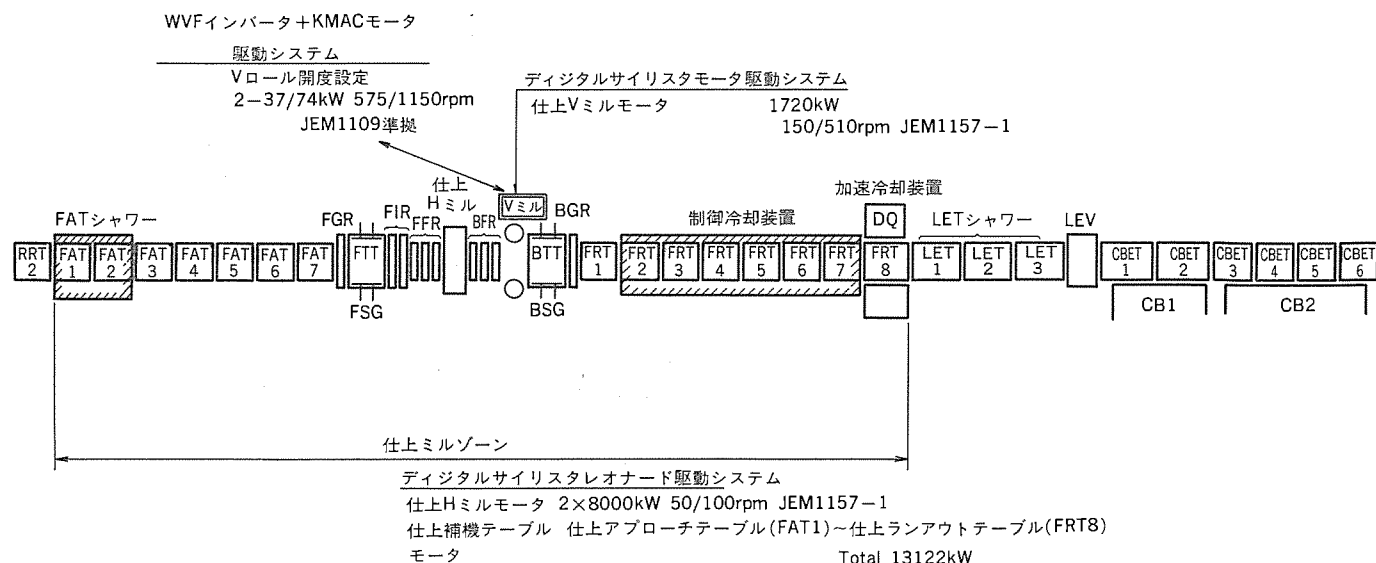 WVFインバータ+KMACモータ
駆動システム
Vロール開度設定
2-37/74kW 575/1150rpm
JEM1109準拠
ディジタルサイリスタモータ駆動システム
仕上Vミルモータ 1720kW
150/510rpm JEM1157-1
FATシャワー
FGR
FIR
FFR
仕上
Hミル
BFR
Vミル
BGR
制御冷却装置
加速冷却装置
DQ
LETシャワー
LEV
RRT 2
FAT 1
FAT 2
FAT 3
FAT 4
FAT 5
FAT 6
FAT 7
FTT
BTT
FRT 1
FRT 2
FRT 3
FRT 4
FRT 5
FRT 6
FRT 7
FRT 8
LET 1
LET 2
LET 3
CBET 1
CBET 2
CBET 3
CBET 4
CBET 5
CBET 6
FSG
BSG
CB1
CB2
仕上ミルゾーン
ディジタルサイリスタレオナード駆動システム
仕上Hミルモータ 2×8000kW 50/100rpm JEM1157-1
仕上補機テーブル 仕上アプローチテーブル(FAT1)~仕上ランアウトテーブル(FRT8)
モータ Total 13122kW